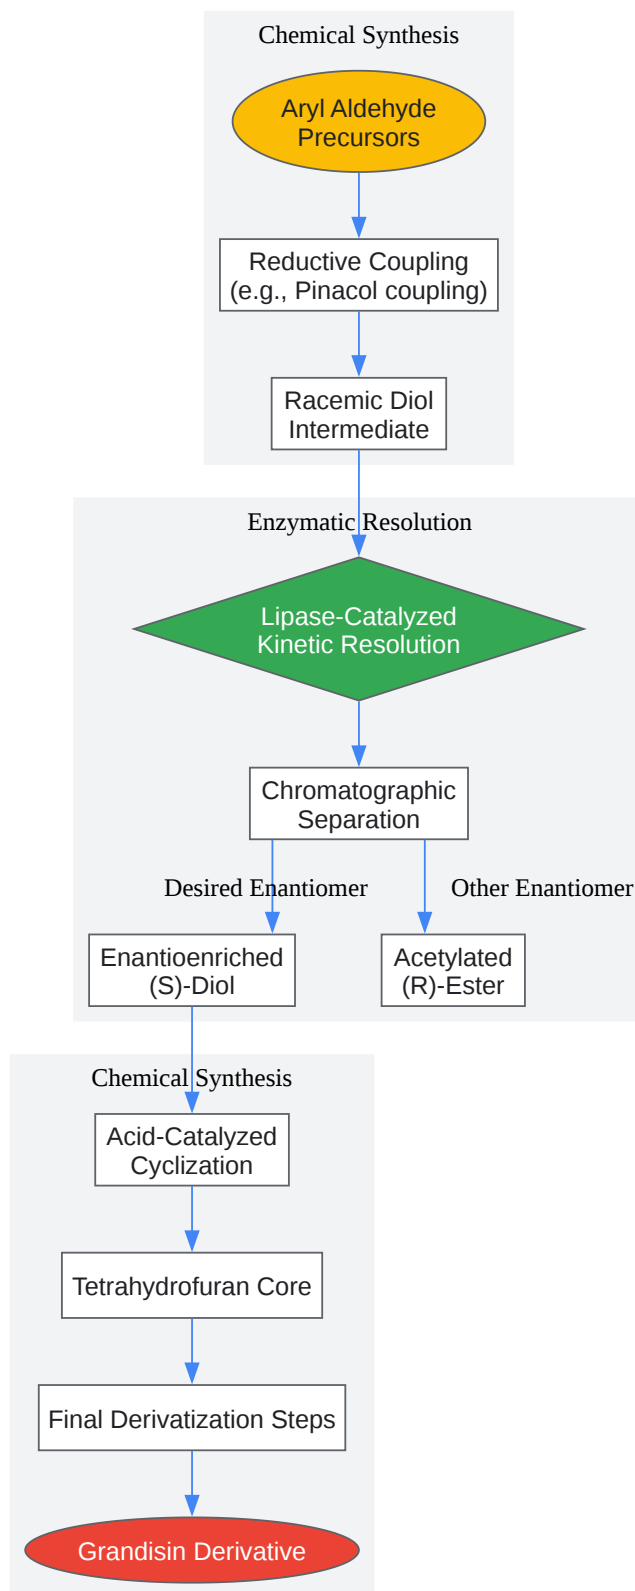 Chemical Synthesis
Aryl Aldehyde
Precursors
Reductive Coupling
(e.g., Pinacol coupling)
Racemic Diol
Intermediate
Enzymatic Resolution
Lipase-Catalyzed
Kinetic Resolution
Chromatographic
Separation
Desired Enantiomer
Other Enantiomer
Enantioenriched
(S)-Diol
Acetylated
(R)-Ester
Chemical Synthesis
Acid-Catalyzed
Cyclization
Tetrahydrofuran Core
Final Derivatization Steps
Grandisin Derivative